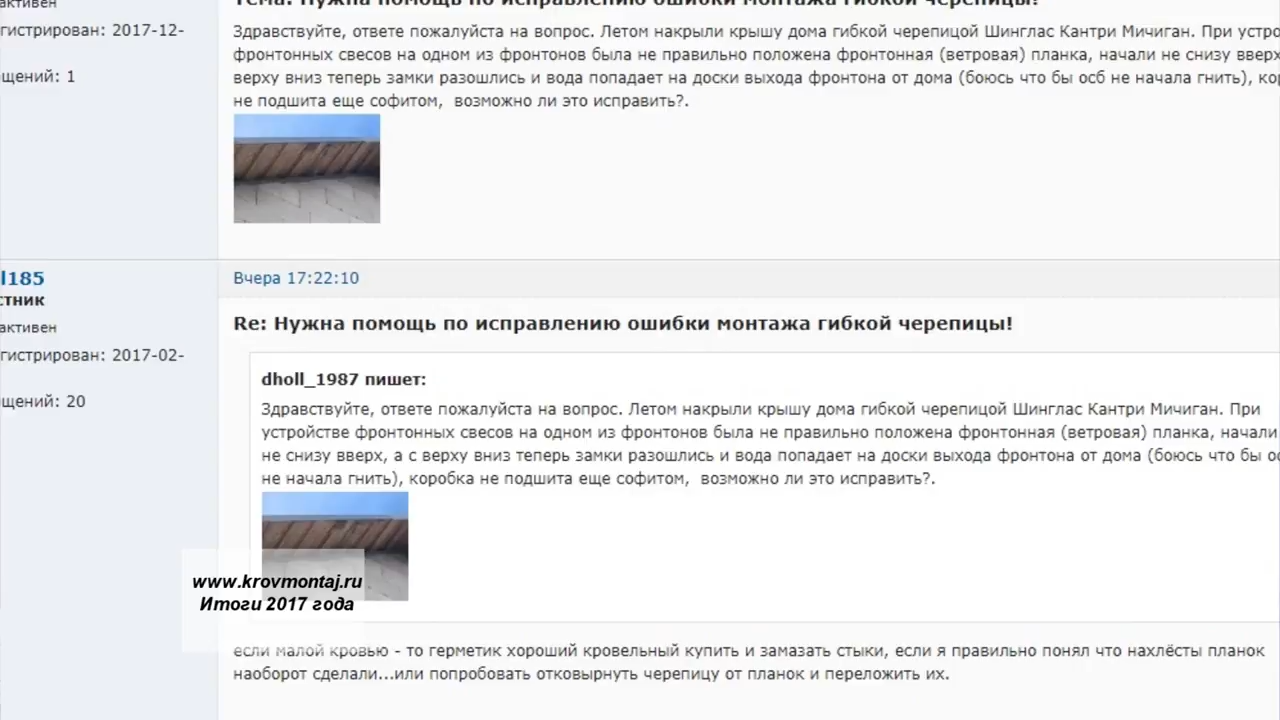 активен
Тема: Нужна помощь по исправлению ошибки монтажа гибкой черепицы!
гистрирован: 2017-12-
щений: 1
Здравствуйте, ответе пожалуйста на вопрос. Летом накрыли крышу дома гибкой черепицой Шинглас Кантри Мичиган. При устро
фронтонных свесов на одном из фронтонов была не правильно положена фронтонная (ветровая) планка, начали не снизу вверх
верху вниз теперь замки разошлись и вода попадает на доски выхода фронтона от дома (боюсь что бы осб не начала гнить), кор
не подшита еще софитом, возможно ли это исправить?.
l185
стник
активен
гистрирован: 2017-02-
щений: 20
Вчера 17:22:10
Re: Нужна помощь по исправлению ошибки монтажа гибкой черепицы!
dholl_1987 пишет:
Здравствуйте, ответе пожалуйста на вопрос. Летом накрыли крышу дома гибкой черепицой Шинглас Кантри Мичиган. При
устройстве фронтонных свесов на одном из фронтонов была не правильно положена фронтонная (ветровая) планка, начали
не снизу вверх, а с верху вниз теперь замки разошлись и вода попадает на доски выхода фронтона от дома (боюсь что бы ос
не начала гнить), коробка не подшита еще софитом, возможно ли это исправить?.
www.krovmontaj.ru
Итоги 2017 года
если малой кровью - то герметик хороший кровельный купить и замазать стыки, если я правильно понял что нахлёсты планок
наоборот сделали...или попробовать отковырнуть черепицу от планок и переложить их.